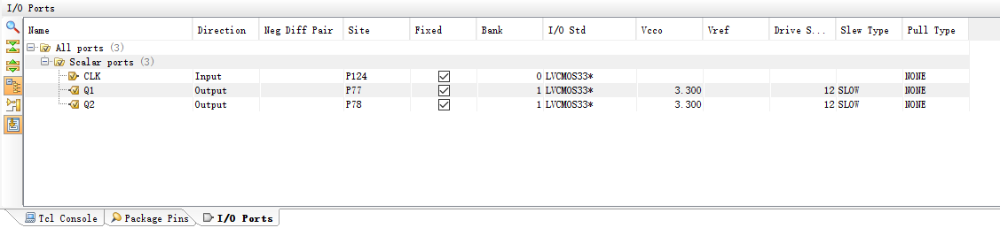 I/O Ports
Name Direction Neg Diff Pair Site Fixed Bank I/O Std Vcco Vref Drive S... Slew Type Pull Type
All ports (3)
Scalar ports (3)
CLK Input P124 0 LVCMOS33* NONE
Q1 Output P77 1 LVCMOS33* 3.300 12 SLOW NONE
Q2 Output P78 1 LVCMOS33* 3.300 12 SLOW NONE
Tcl Console Package Pins I/O Ports